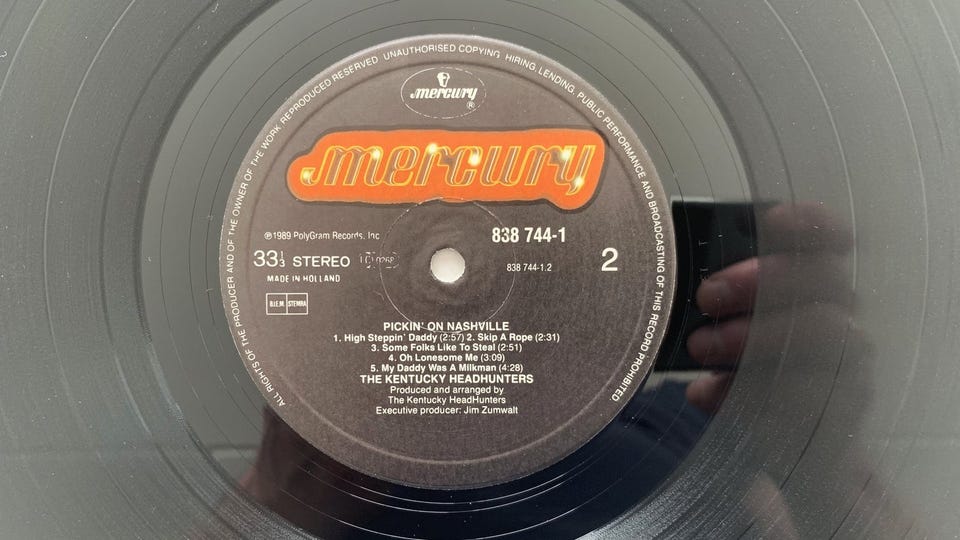 ALL RIGHTS OF THE PRODUCER AND OF THE OWNER OF THE WORK REPRODUCED RESERVED UNAUTHORISED COPYING, HIRING, LENDING, PUBLIC PERFORMANCE AND BROADCASTING OF THIS RECORD PROHIBITED.
mercury
®
mercury
℗1989 PolyGram Records, Inc
838 744-1
33⅓ STEREO
838 744-1.2
2
MADE IN HOLLAND
B.I.E.M. STEMRA
PICKIN' ON NASHVILLE
1. High Steppin' Daddy (2:57) 2. Skip A Rope (2:31)
3. Some Folks Like To Steal (2:51)
4. Oh Lonesome Me (3:09)
5. My Daddy Was A Milkman (4:28)
THE KENTUCKY HEADHUNTERS
Produced and arranged by
The Kentucky HeadHunters
Executive producer: Jim Zumwalt